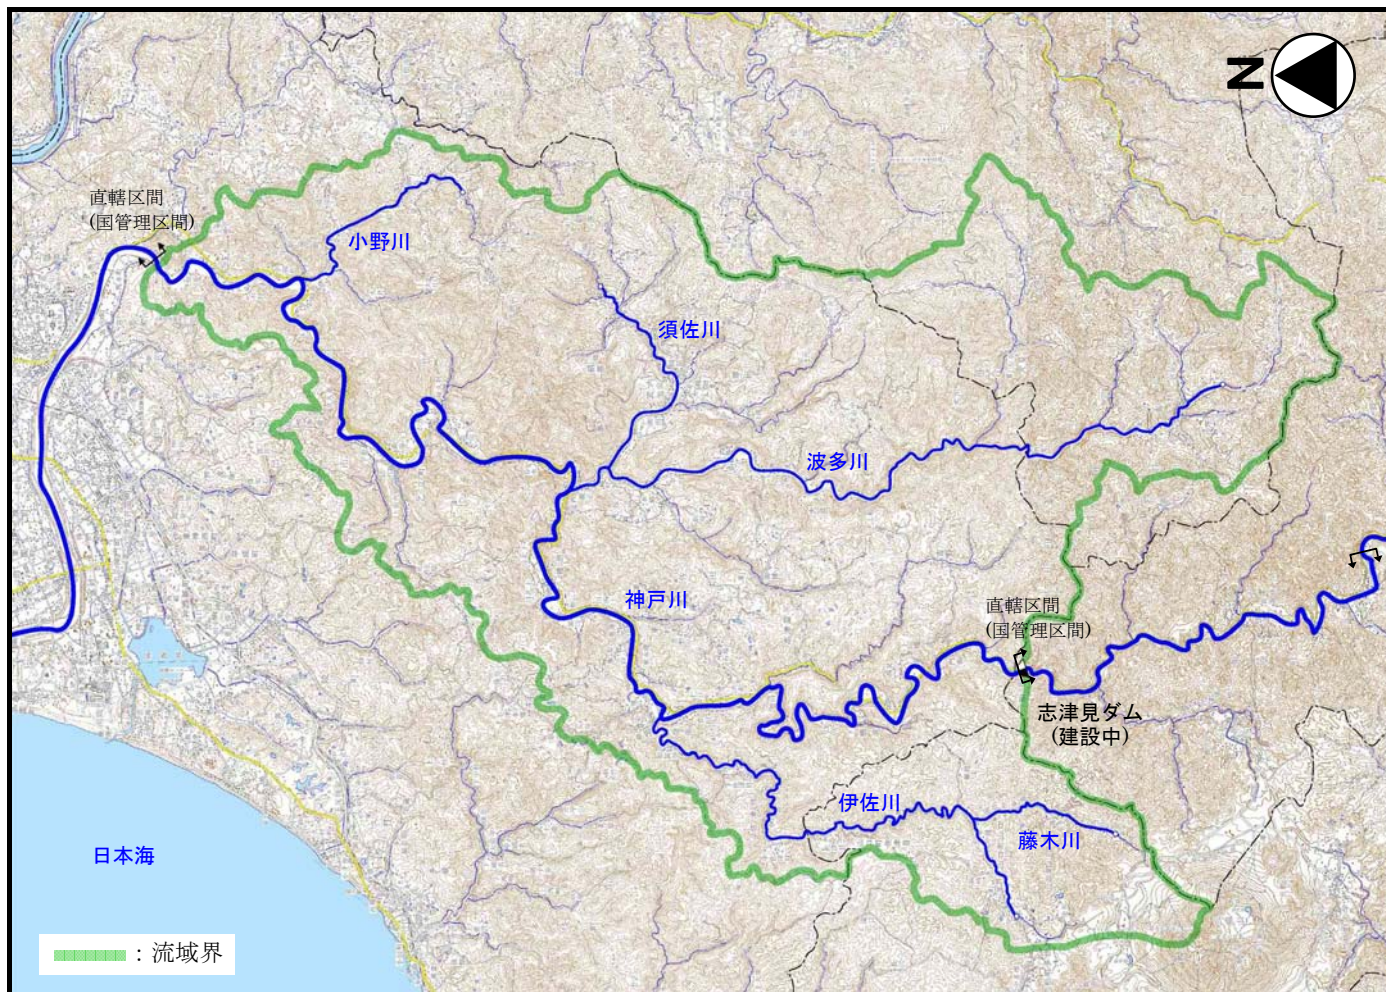 N
直轄区間
(国管理区間)
小野川
須佐川
波多川
神戸川
直轄区間
(国管理区間)
志津見ダム
(建設中)
伊佐川
藤木川
日本海
：流域界